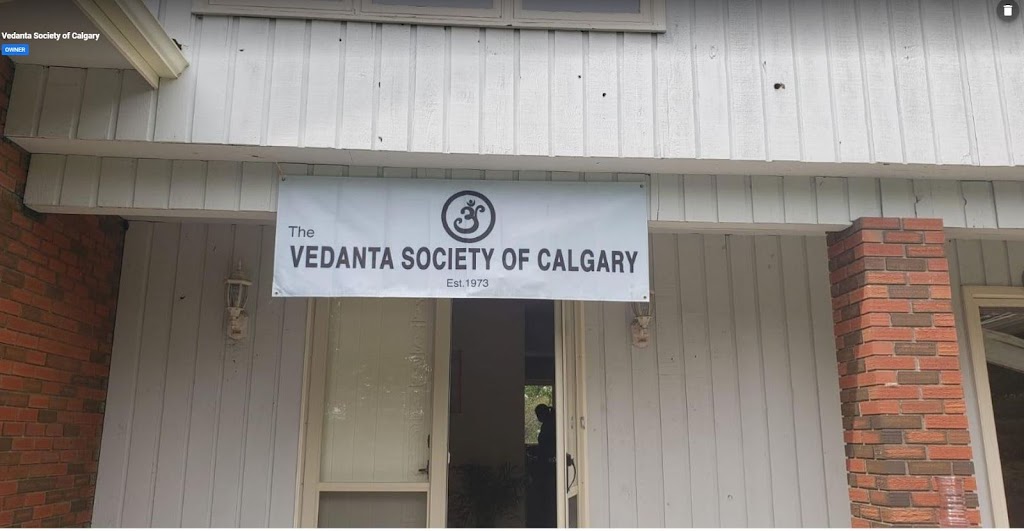 Vedanta Society of Calgary
OWNER
ॐ
The
VEDANTA SOCIETY OF CALGARY
Est.1973